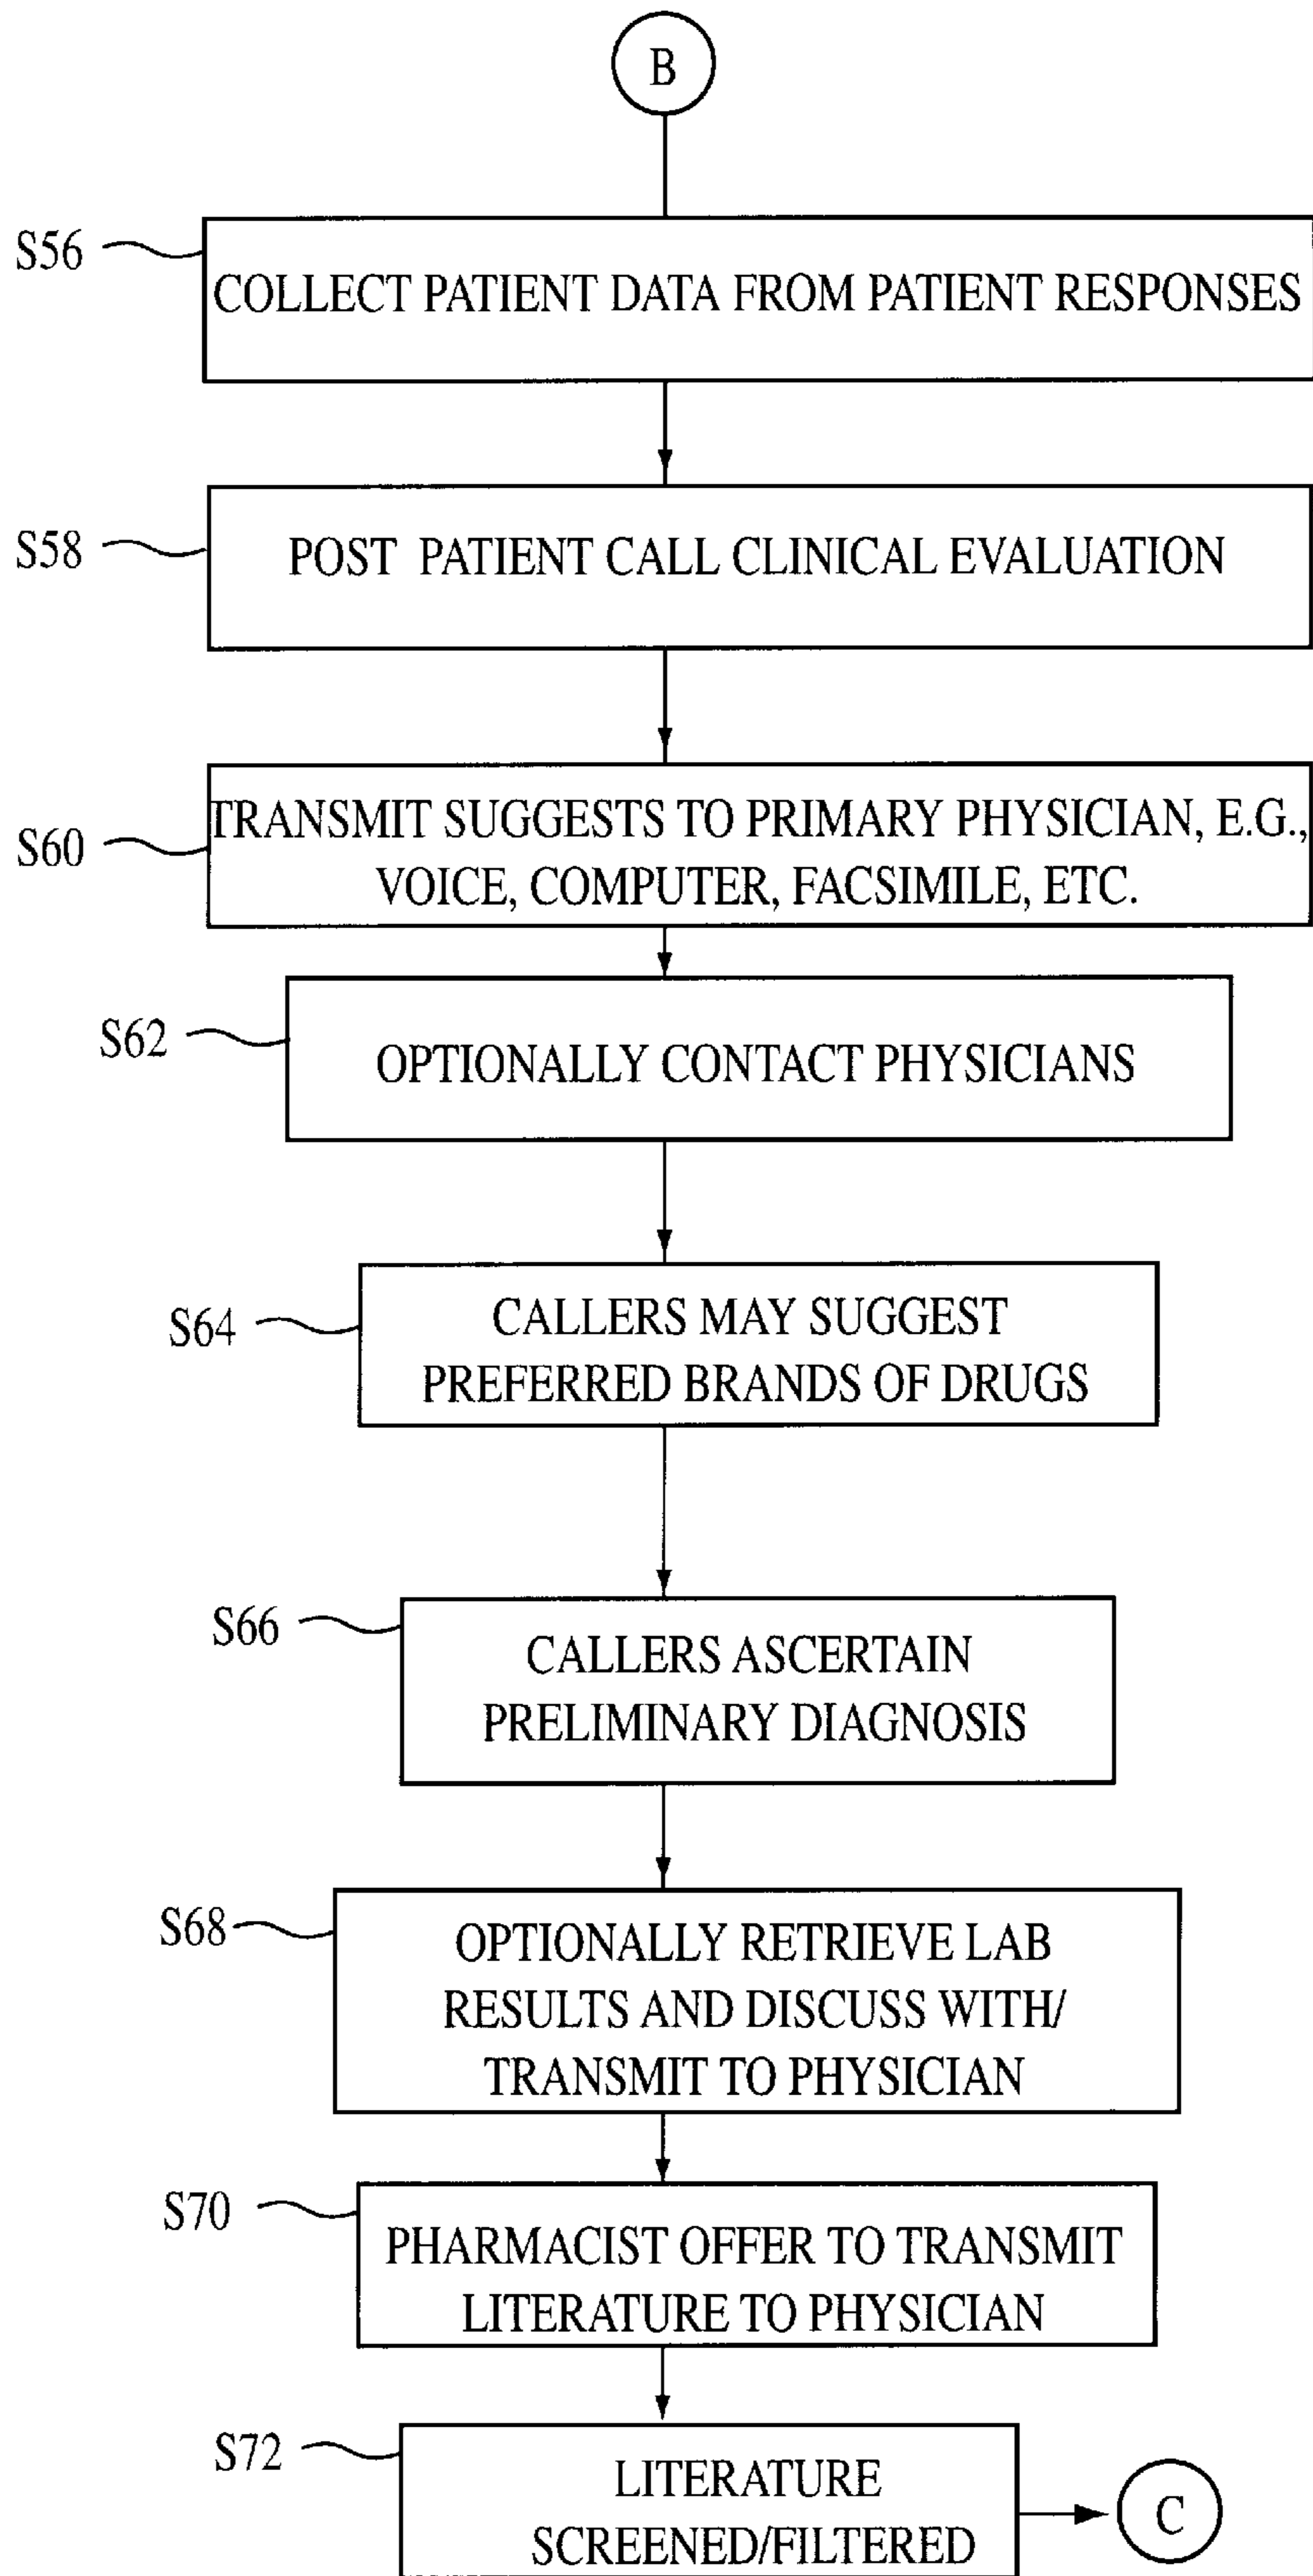 B
S56
COLLECT PATIENT DATA FROM PATIENT RESPONSES
S58
POST PATIENT CALL CLINICAL EVALUATION
S60
TRANSMIT SUGGESTS TO PRIMARY PHYSICIAN, E.G.,
VOICE, COMPUTER, FACSIMILE, ETC.
S62
OPTIONALLY CONTACT PHYSICIANS
S64
CALLERS MAY SUGGEST
PREFERRED BRANDS OF DRUGS
S66
CALLERS ASCERTAIN
PRELIMINARY DIAGNOSIS
S68
OPTIONALLY RETRIEVE LAB
RESULTS AND DISCUSS WITH/
TRANSMIT TO PHYSICIAN
S70
PHARMACIST OFFER TO TRANSMIT
LITERATURE TO PHYSICIAN
S72
LITERATURE
SCREENED/FILTERED
C